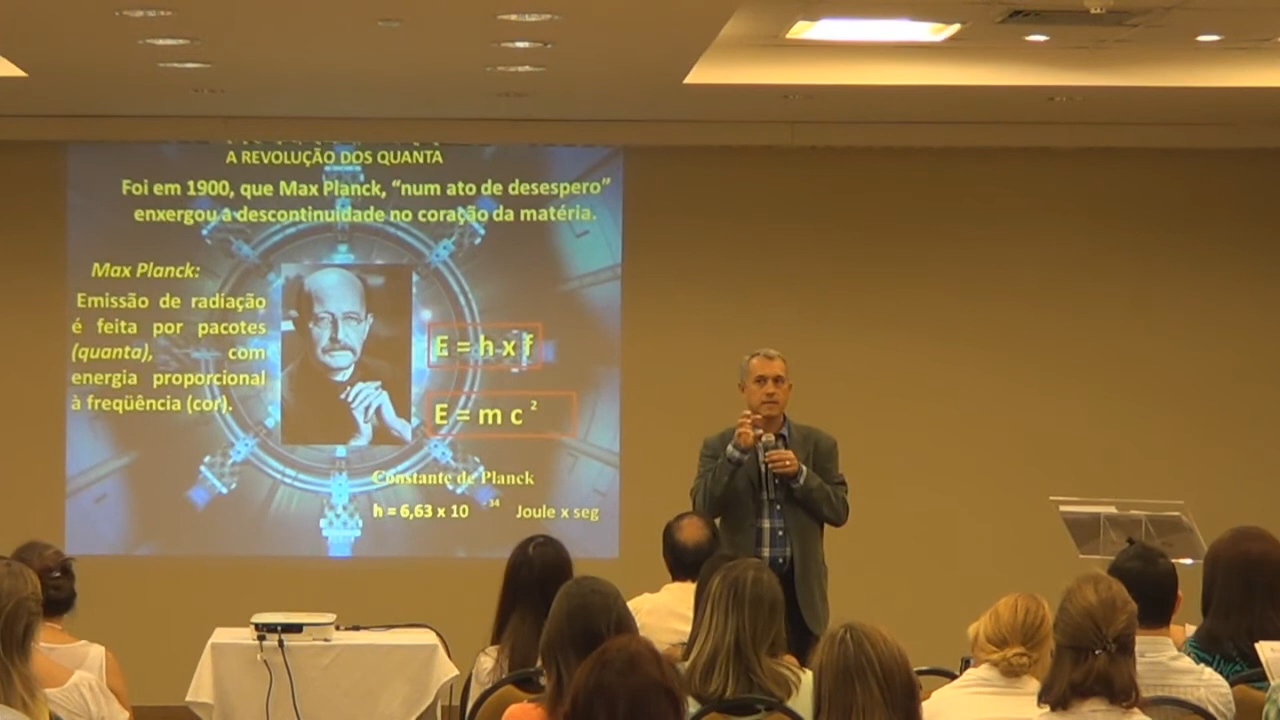 A REVOLUÇÃO DOS QUANTA
Foi em 1900, que Max Planck, “num ato de desespero”
enxergou a descontinuidade no coração da matéria.
Max Planck:
Emissão de radiação
é feita por pacotes
(quanta), com
energia proporcional
à freqüência (cor).
E = h x f
E = m c ²
Constante de Planck
h = 6,63 x 10 ⁻³⁴ Joule x seg